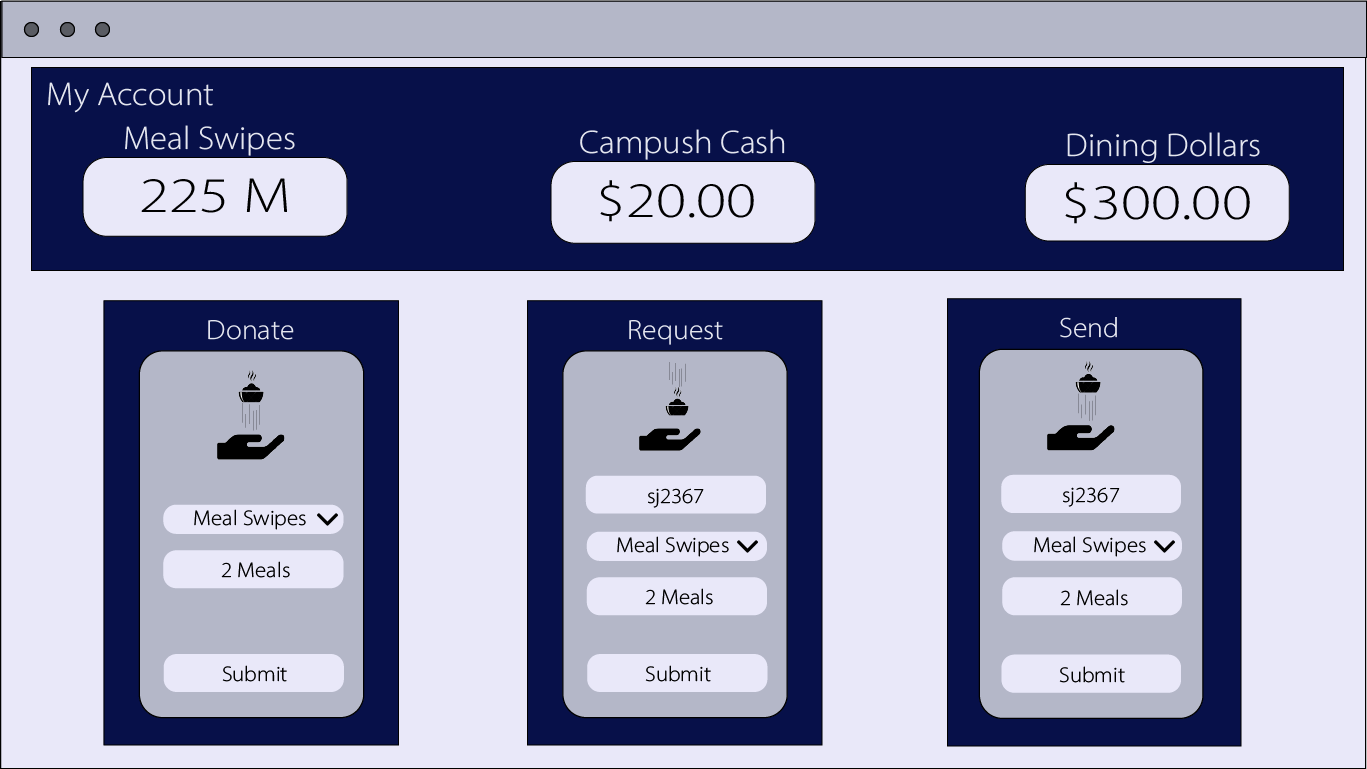 My Account
Meal Swipes
225 M
Campush Cash
$20.00
Dining Dollars
$300.00
Donate
Meal Swipes
2 Meals
Submit
Request
sj2367
Meal Swipes
2 Meals
Submit
Send
sj2367
Meal Swipes
2 Meals
Submit